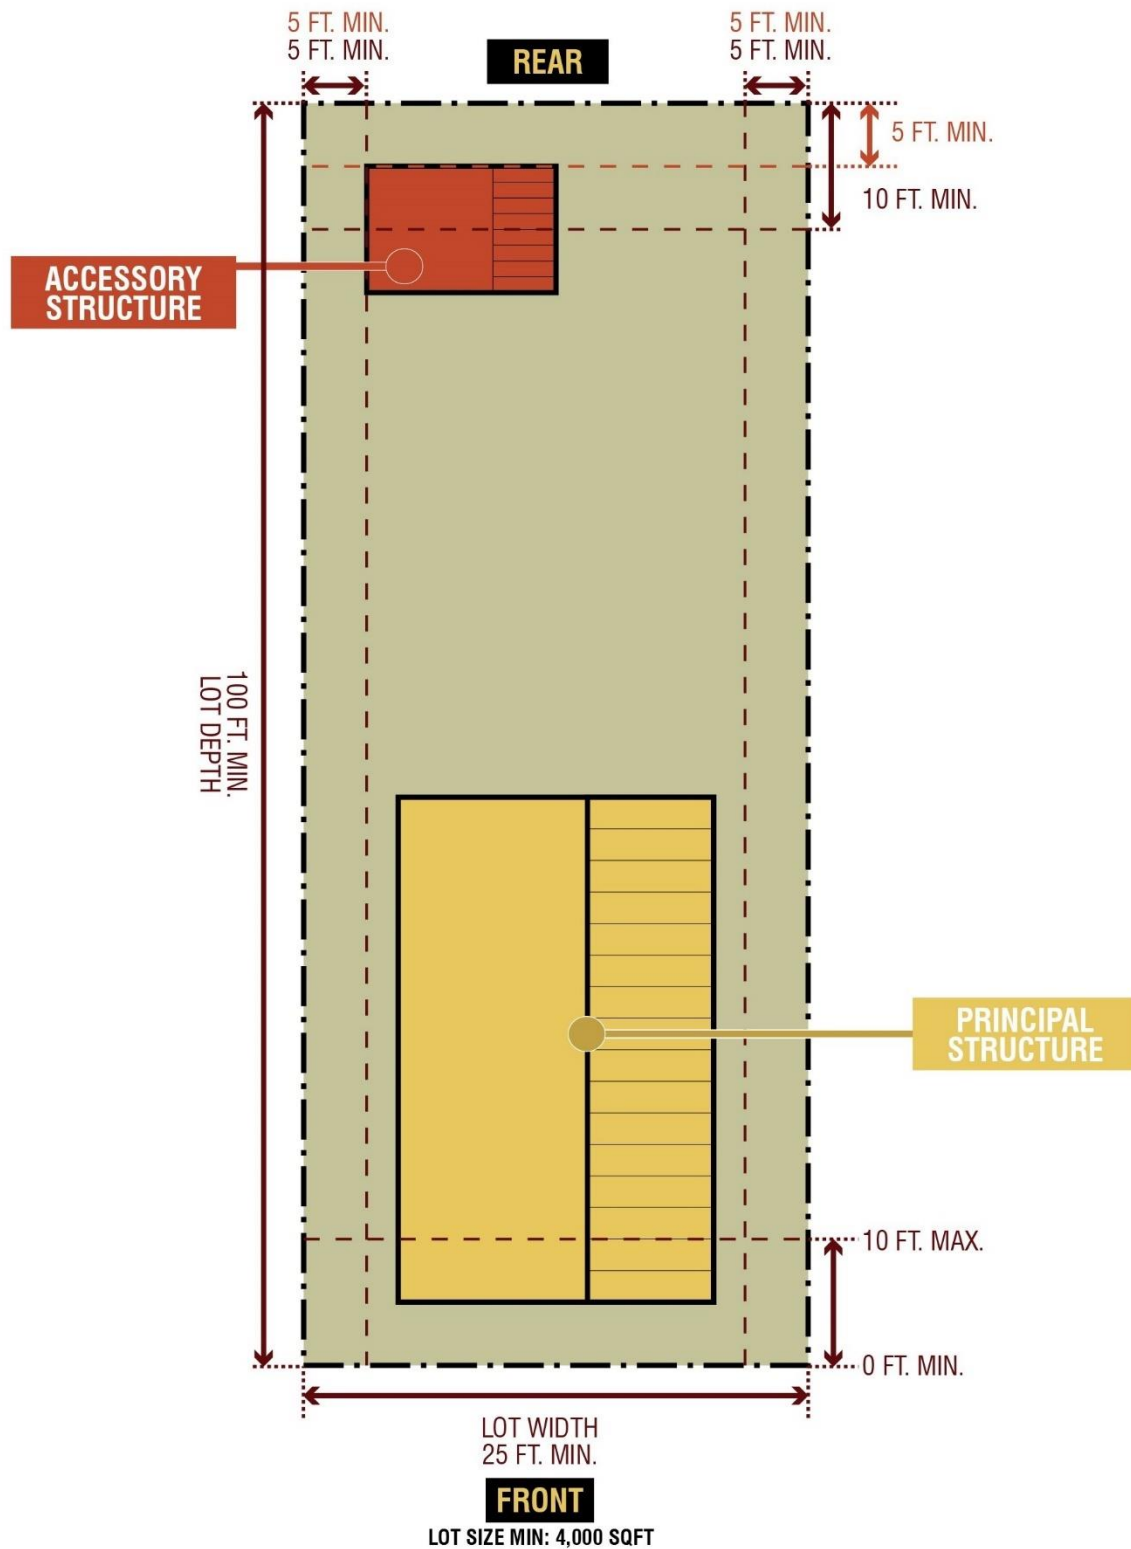 5 FT. MIN.
5 FT. MIN.
5 FT. MIN.
5 FT. MIN.
REAR
5 FT. MIN.
10 FT. MIN.
ACCESSORY
STRUCTURE
100 FT. MIN.
LOT DEPTH
PRINCIPAL
STRUCTURE
10 FT. MAX.
0 FT. MIN.
LOT WIDTH
25 FT. MIN.
FRONT
LOT SIZE MIN: 4,000 SQFT